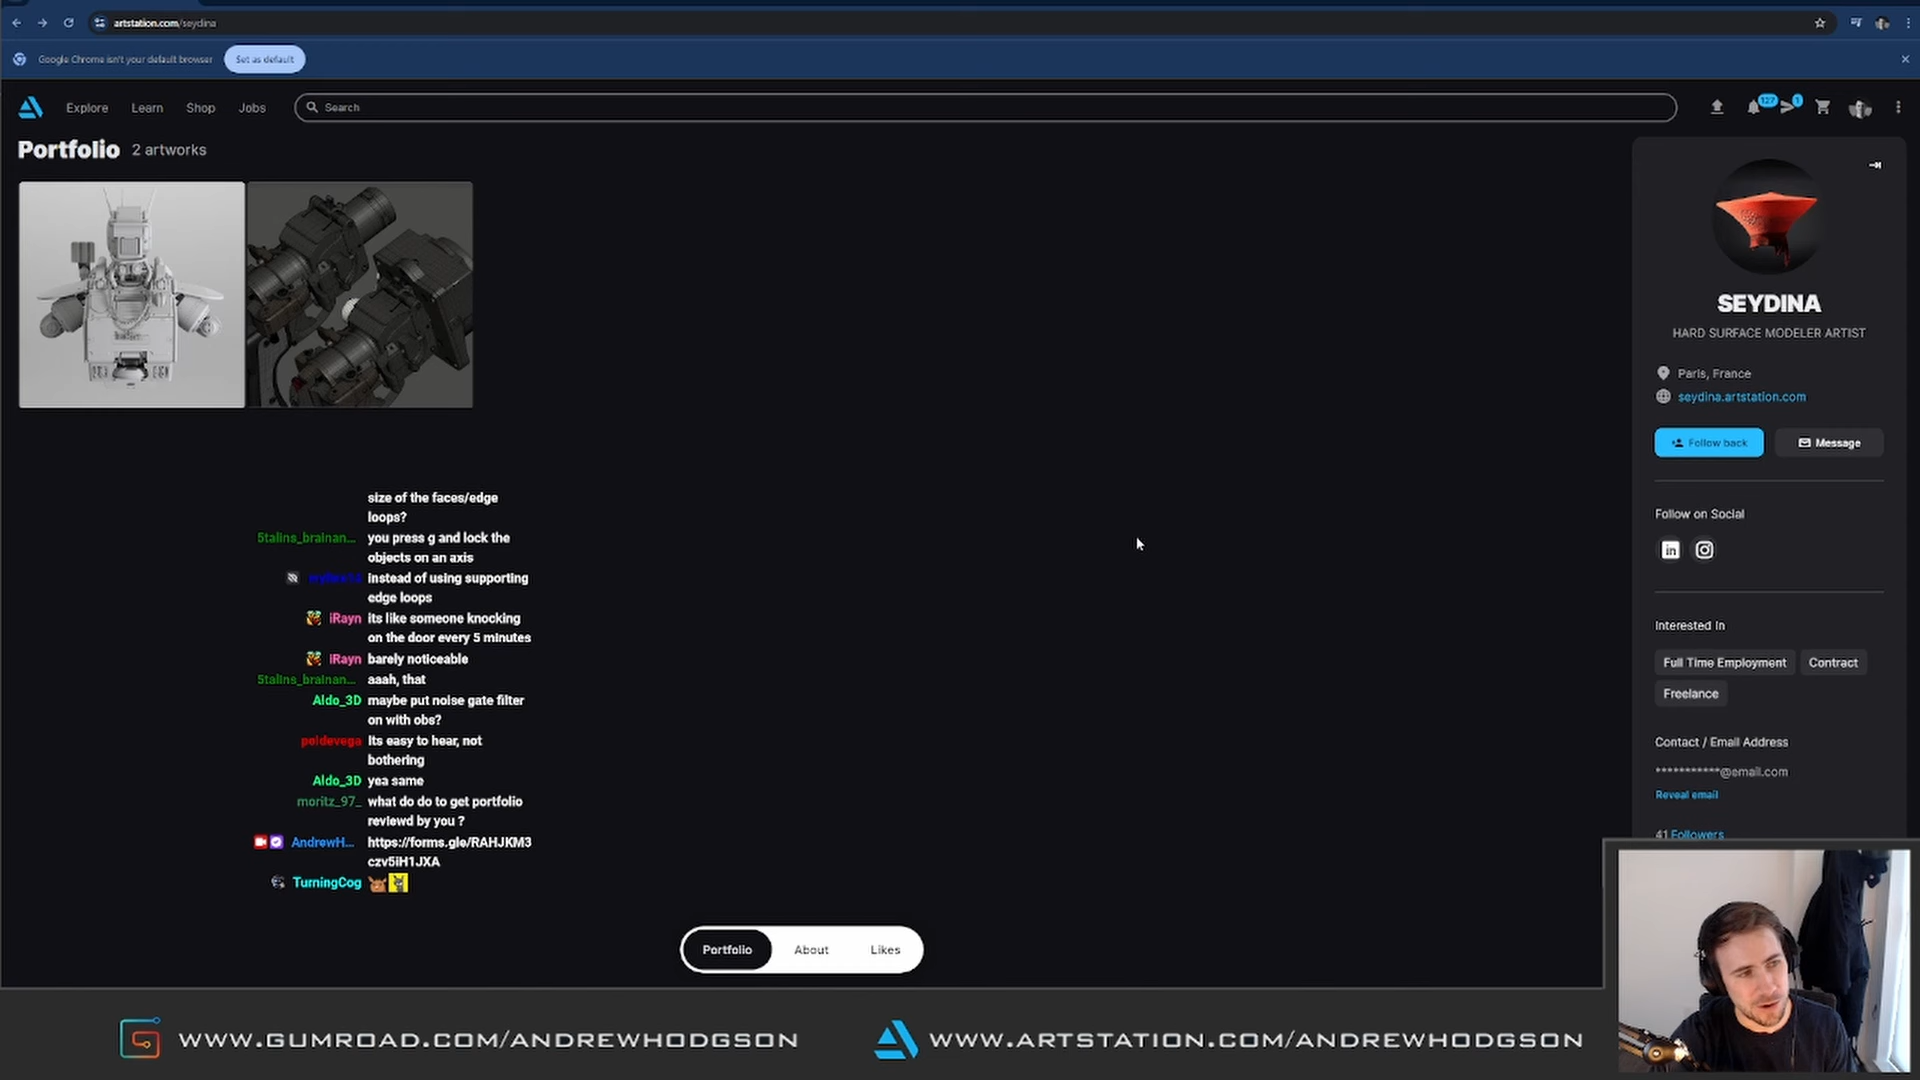 artstation.com/seydina
Google Chrome isn't your default browser
Set as default
Explore
Learn
Shop
Jobs
Search
127
1
Portfolio
2 artworks
SEYDINA
HARD SURFACE MODELER ARTIST
Paris, France
seydina.artstation.com
Follow back
Message
Follow on Social
Interested In
Full Time Employment
Contract
Freelance
Contact / Email Address
***********@email.com
Reveal email
41 Followers
size of the faces/edge
loops?
5talins_brainan... you press g and lock the
objects on an axis
instead of using supporting
edge loops
iRayn its like someone knocking
on the door every 5 minutes
iRayn barely noticeable
5talins_brainan... aaah, that
Aldo_3D maybe put noise gate filter
on with obs?
poldevega Its easy to hear, not
bothering
Aldo_3D yea same
moritz_97_ what do do to get portfolio
reviewd by you ?
AndrewH... https://forms.gle/RAHJKM3
czv5iH1JXA
TurningCog
Portfolio
About
Likes
WWW.GUMROAD.COM/ANDREWHODGSON
WWW.ARTSTATION.COM/ANDREWHODGSON